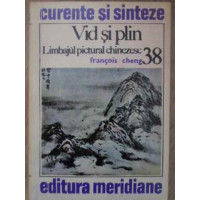 curente și sinteze
Vid și plin
Limbajul pictural chinezesc
françois cheng 38
editura meridiane